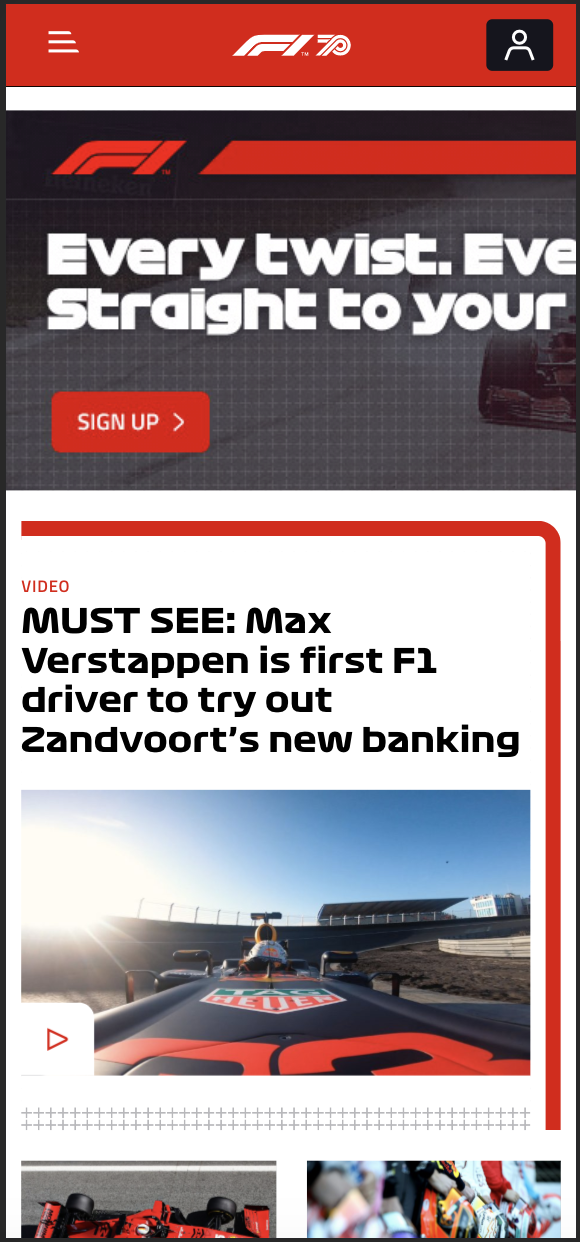 F1 70
F1
Heineken
Every twist. Eve
Straight to your
SIGN UP
VIDEO
MUST SEE: Max
Verstappen is first F1
driver to try out
Zandvoort’s new banking
TAG
HEUER